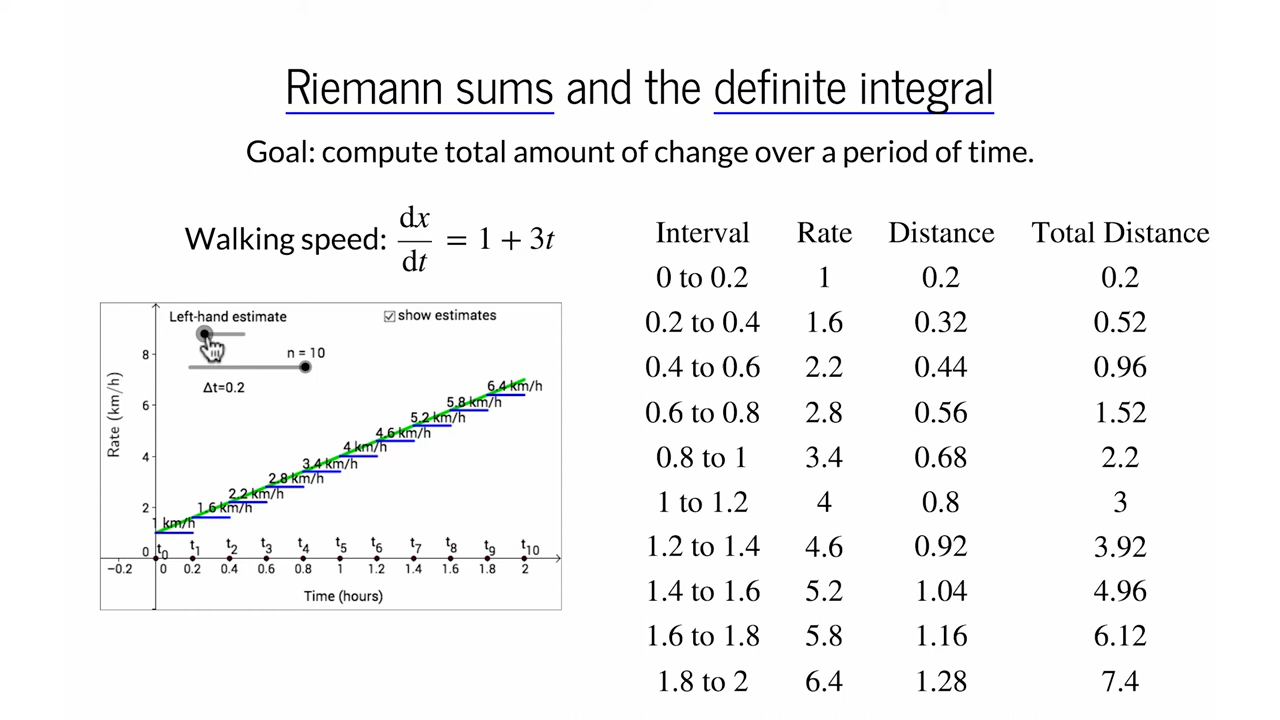 Riemann sums and the definite integral
Goal: compute total amount of change over a period of time.
Walking speed: dx/dt = 1 + 3t
Left-hand estimate
show estimates
n = 10
Δt=0.2
Rate (km/h)
8
6
4
2
0
1 km/h
1.6 km/h
2.2 km/h
2.8 km/h
3.4 km/h
4 km/h
4.6 km/h
5.2 km/h
5.8 km/h
6.4 km/h
t0 t1 t2 t3 t4 t5 t6 t7 t8 t9 t10
−0.2 0 0.2 0.4 0.6 0.8 1 1.2 1.4 1.6 1.8 2
Time (hours)
Interval Rate Distance Total Distance
0 to 0.2 1 0.2 0.2
0.2 to 0.4 1.6 0.32 0.52
0.4 to 0.6 2.2 0.44 0.96
0.6 to 0.8 2.8 0.56 1.52
0.8 to 1 3.4 0.68 2.2
1 to 1.2 4 0.8 3
1.2 to 1.4 4.6 0.92 3.92
1.4 to 1.6 5.2 1.04 4.96
1.6 to 1.8 5.8 1.16 6.12
1.8 to 2 6.4 1.28 7.4